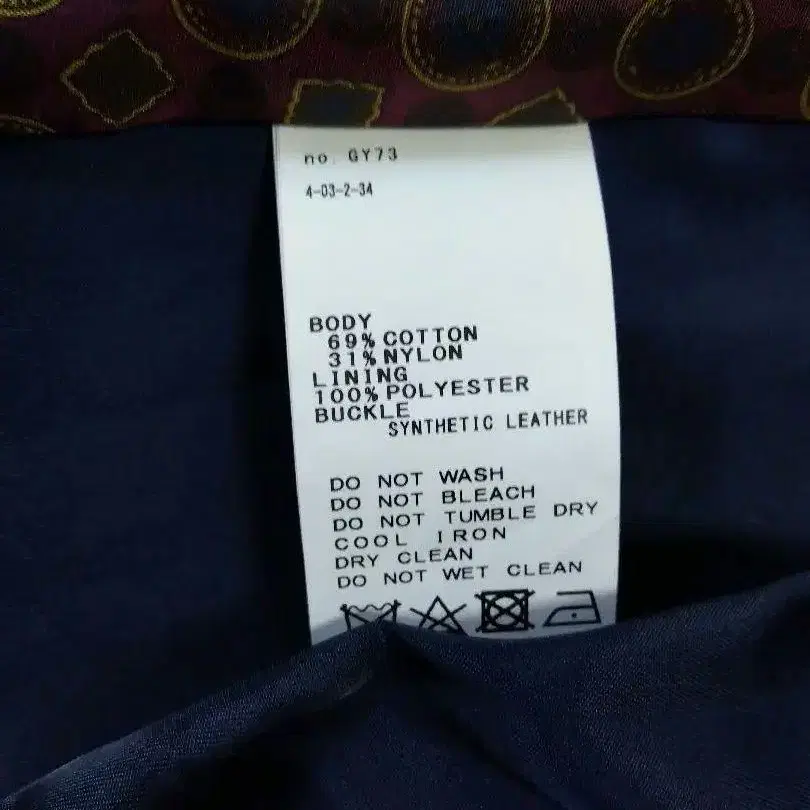 no. GY73
4-03-2-34
BODY
69% COTTON
31% NYLON
LINING
100% POLYESTER
BUCKLE
SYNTHETIC LEATHER
DO NOT WASH
DO NOT BLEACH
DO NOT TUMBLE DRY
COOL IRON
DRY CLEAN
DO NOT WET CLEAN